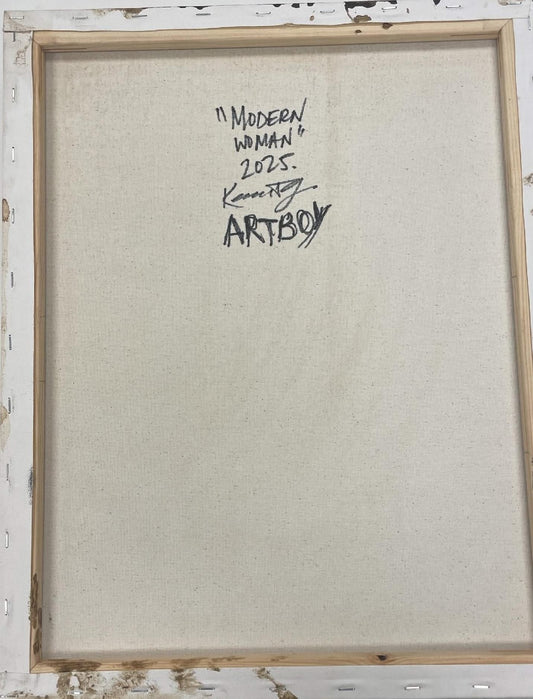 "MODERN
WOMAN"
2025.
ARTBOY